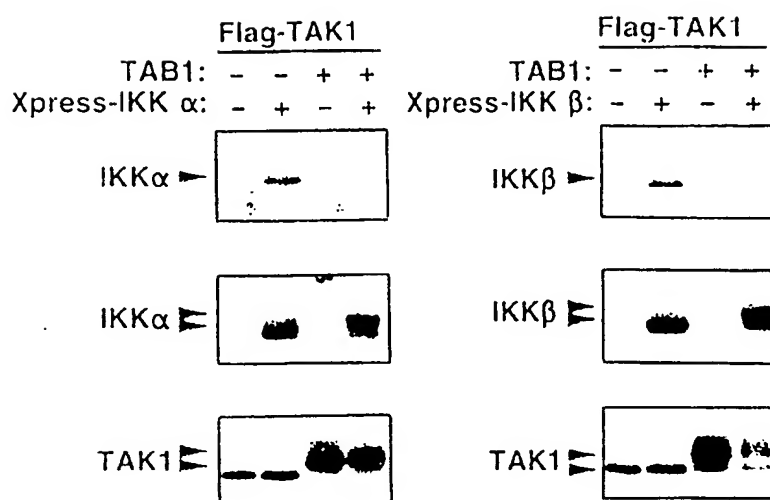 Flag-TAK1
TAB1: - - + +
Xpress-IKK α: - + - +
IKKα
IKKα
TAK1
Flag-TAK1
TAB1: - - + +
Xpress-IKK β: - + - +
IKKβ
IKKβ
TAK1